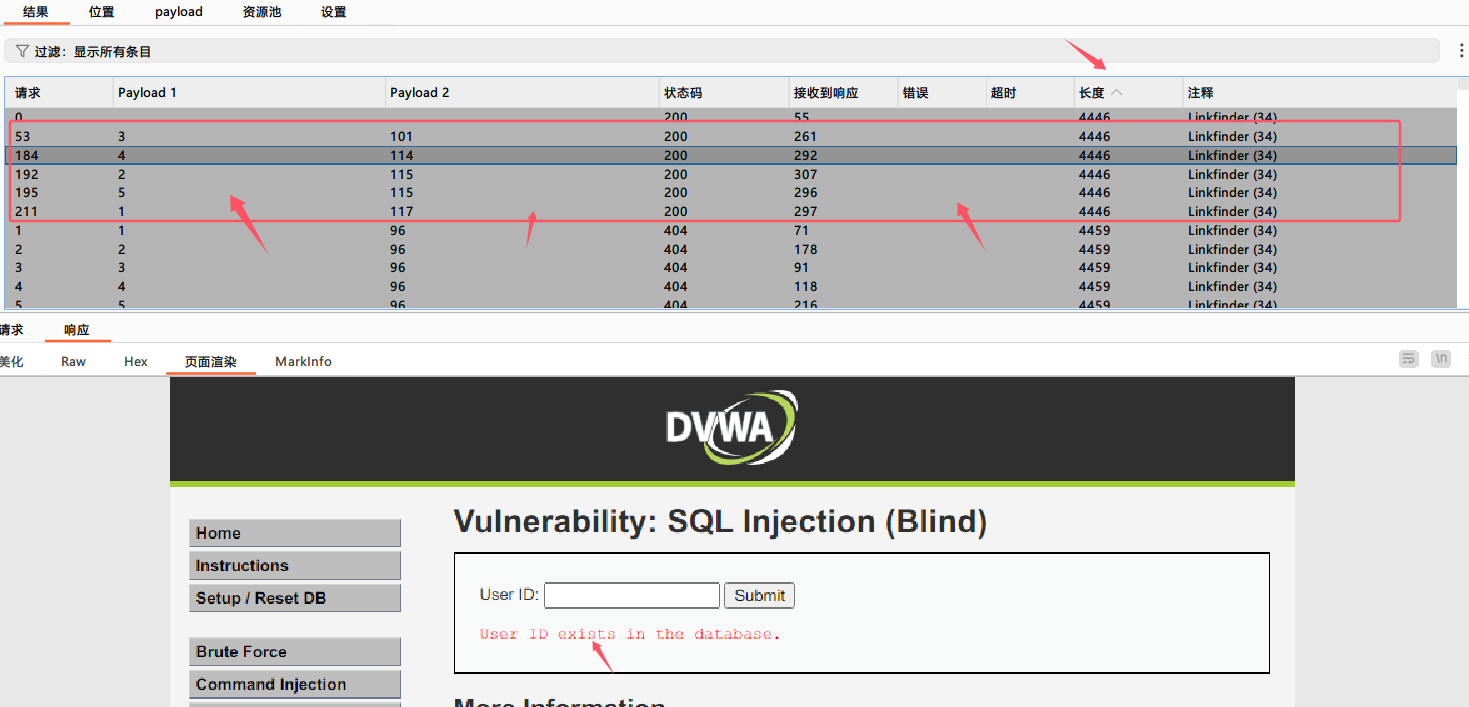 结果 位置 payload 资源池 设置
过滤：显示所有条目
请求 Payload 1 Payload 2 状态码 接收到响应 错误 超时 长度 注释
0 200 55 4446 Linkfinder (34)
53 3 101 200 261 4446 Linkfinder (34)
184 4 114 200 292 4446 Linkfinder (34)
192 2 115 200 307 4446 Linkfinder (34)
195 5 115 200 296 4446 Linkfinder (34)
211 1 117 200 297 4446 Linkfinder (34)
1 1 96 404 71 4459 Linkfinder (34)
2 2 96 404 178 4459 Linkfinder (34)
3 3 96 404 91 4459 Linkfinder (34)
4 4 96 404 118 4459 Linkfinder (34)
5 5 96 404 216 4459 Linkfinder (34)
请求 响应
美化 Raw Hex 页面渲染 MarkInfo \n
DVWA
Vulnerability: SQL Injection (Blind)
Home
Instructions
Setup / Reset DB
Brute Force
Command Injection
User ID: Submit
User ID exists in the database.
More Information